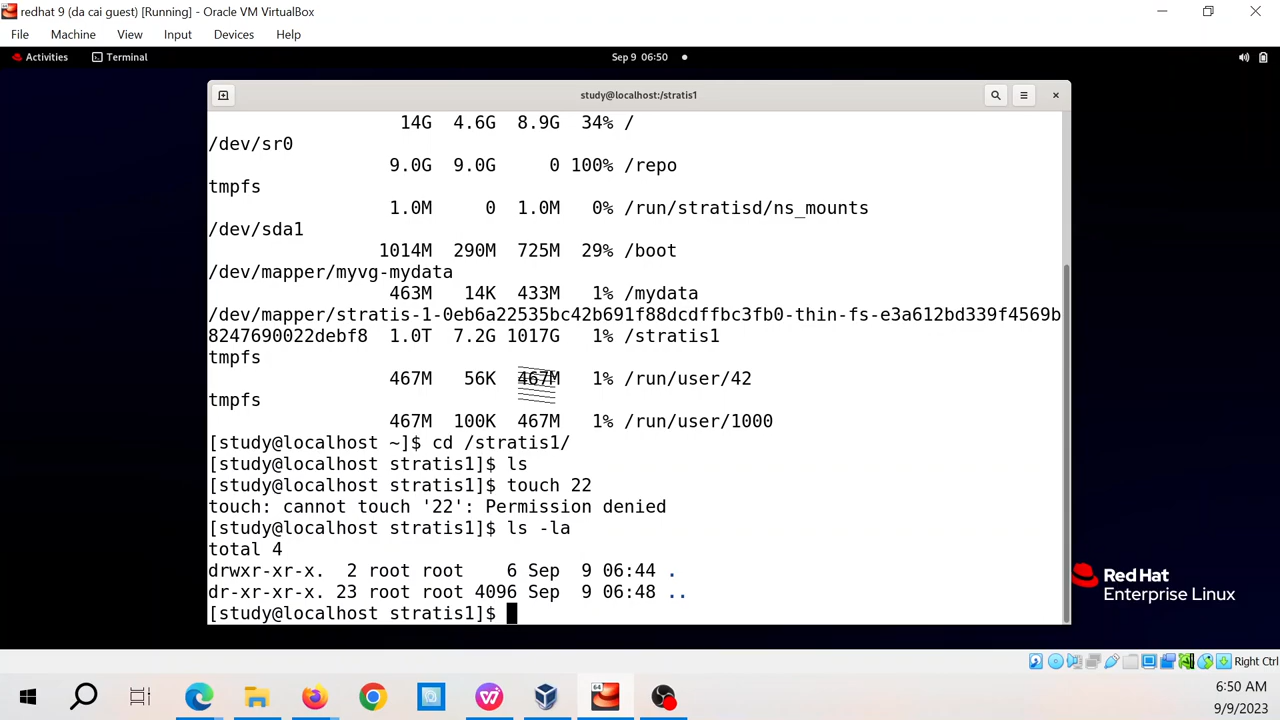 redhat 9 (da cai guest) [Running] - Oracle VM VirtualBox
File Machine View Input Devices Help
Activities Terminal Sep 9 06:50
study@localhost:/stratis1
14G 4.6G 8.9G 34% /
/dev/sr0
9.0G 9.0G 0 100% /repo
tmpfs
1.0M 0 1.0M 0% /run/stratisd/ns_mounts
/dev/sda1
1014M 290M 725M 29% /boot
/dev/mapper/myvg-mydata
463M 14K 433M 1% /mydata
/dev/mapper/stratis-1-0eb6a22535bc42b691f88dcdffbc3fb0-thin-fs-e3a612bd339f4569b
8247690022debf8 1.0T 7.2G 1017G 1% /stratis1
tmpfs
467M 56K 467M 1% /run/user/42
tmpfs
467M 100K 467M 1% /run/user/1000
[study@localhost ~]$ cd /stratis1/
[study@localhost stratis1]$ ls
[study@localhost stratis1]$ touch 22
touch: cannot touch '22': Permission denied
[study@localhost stratis1]$ ls -la
total 4
drwxr-xr-x. 2 root root 6 Sep 9 06:44 .
dr-xr-xr-x. 23 root root 4096 Sep 9 06:48 ..
[study@localhost stratis1]$
Red Hat
Enterprise Linux
Right Ctrl
64
6:50 AM
9/9/2023